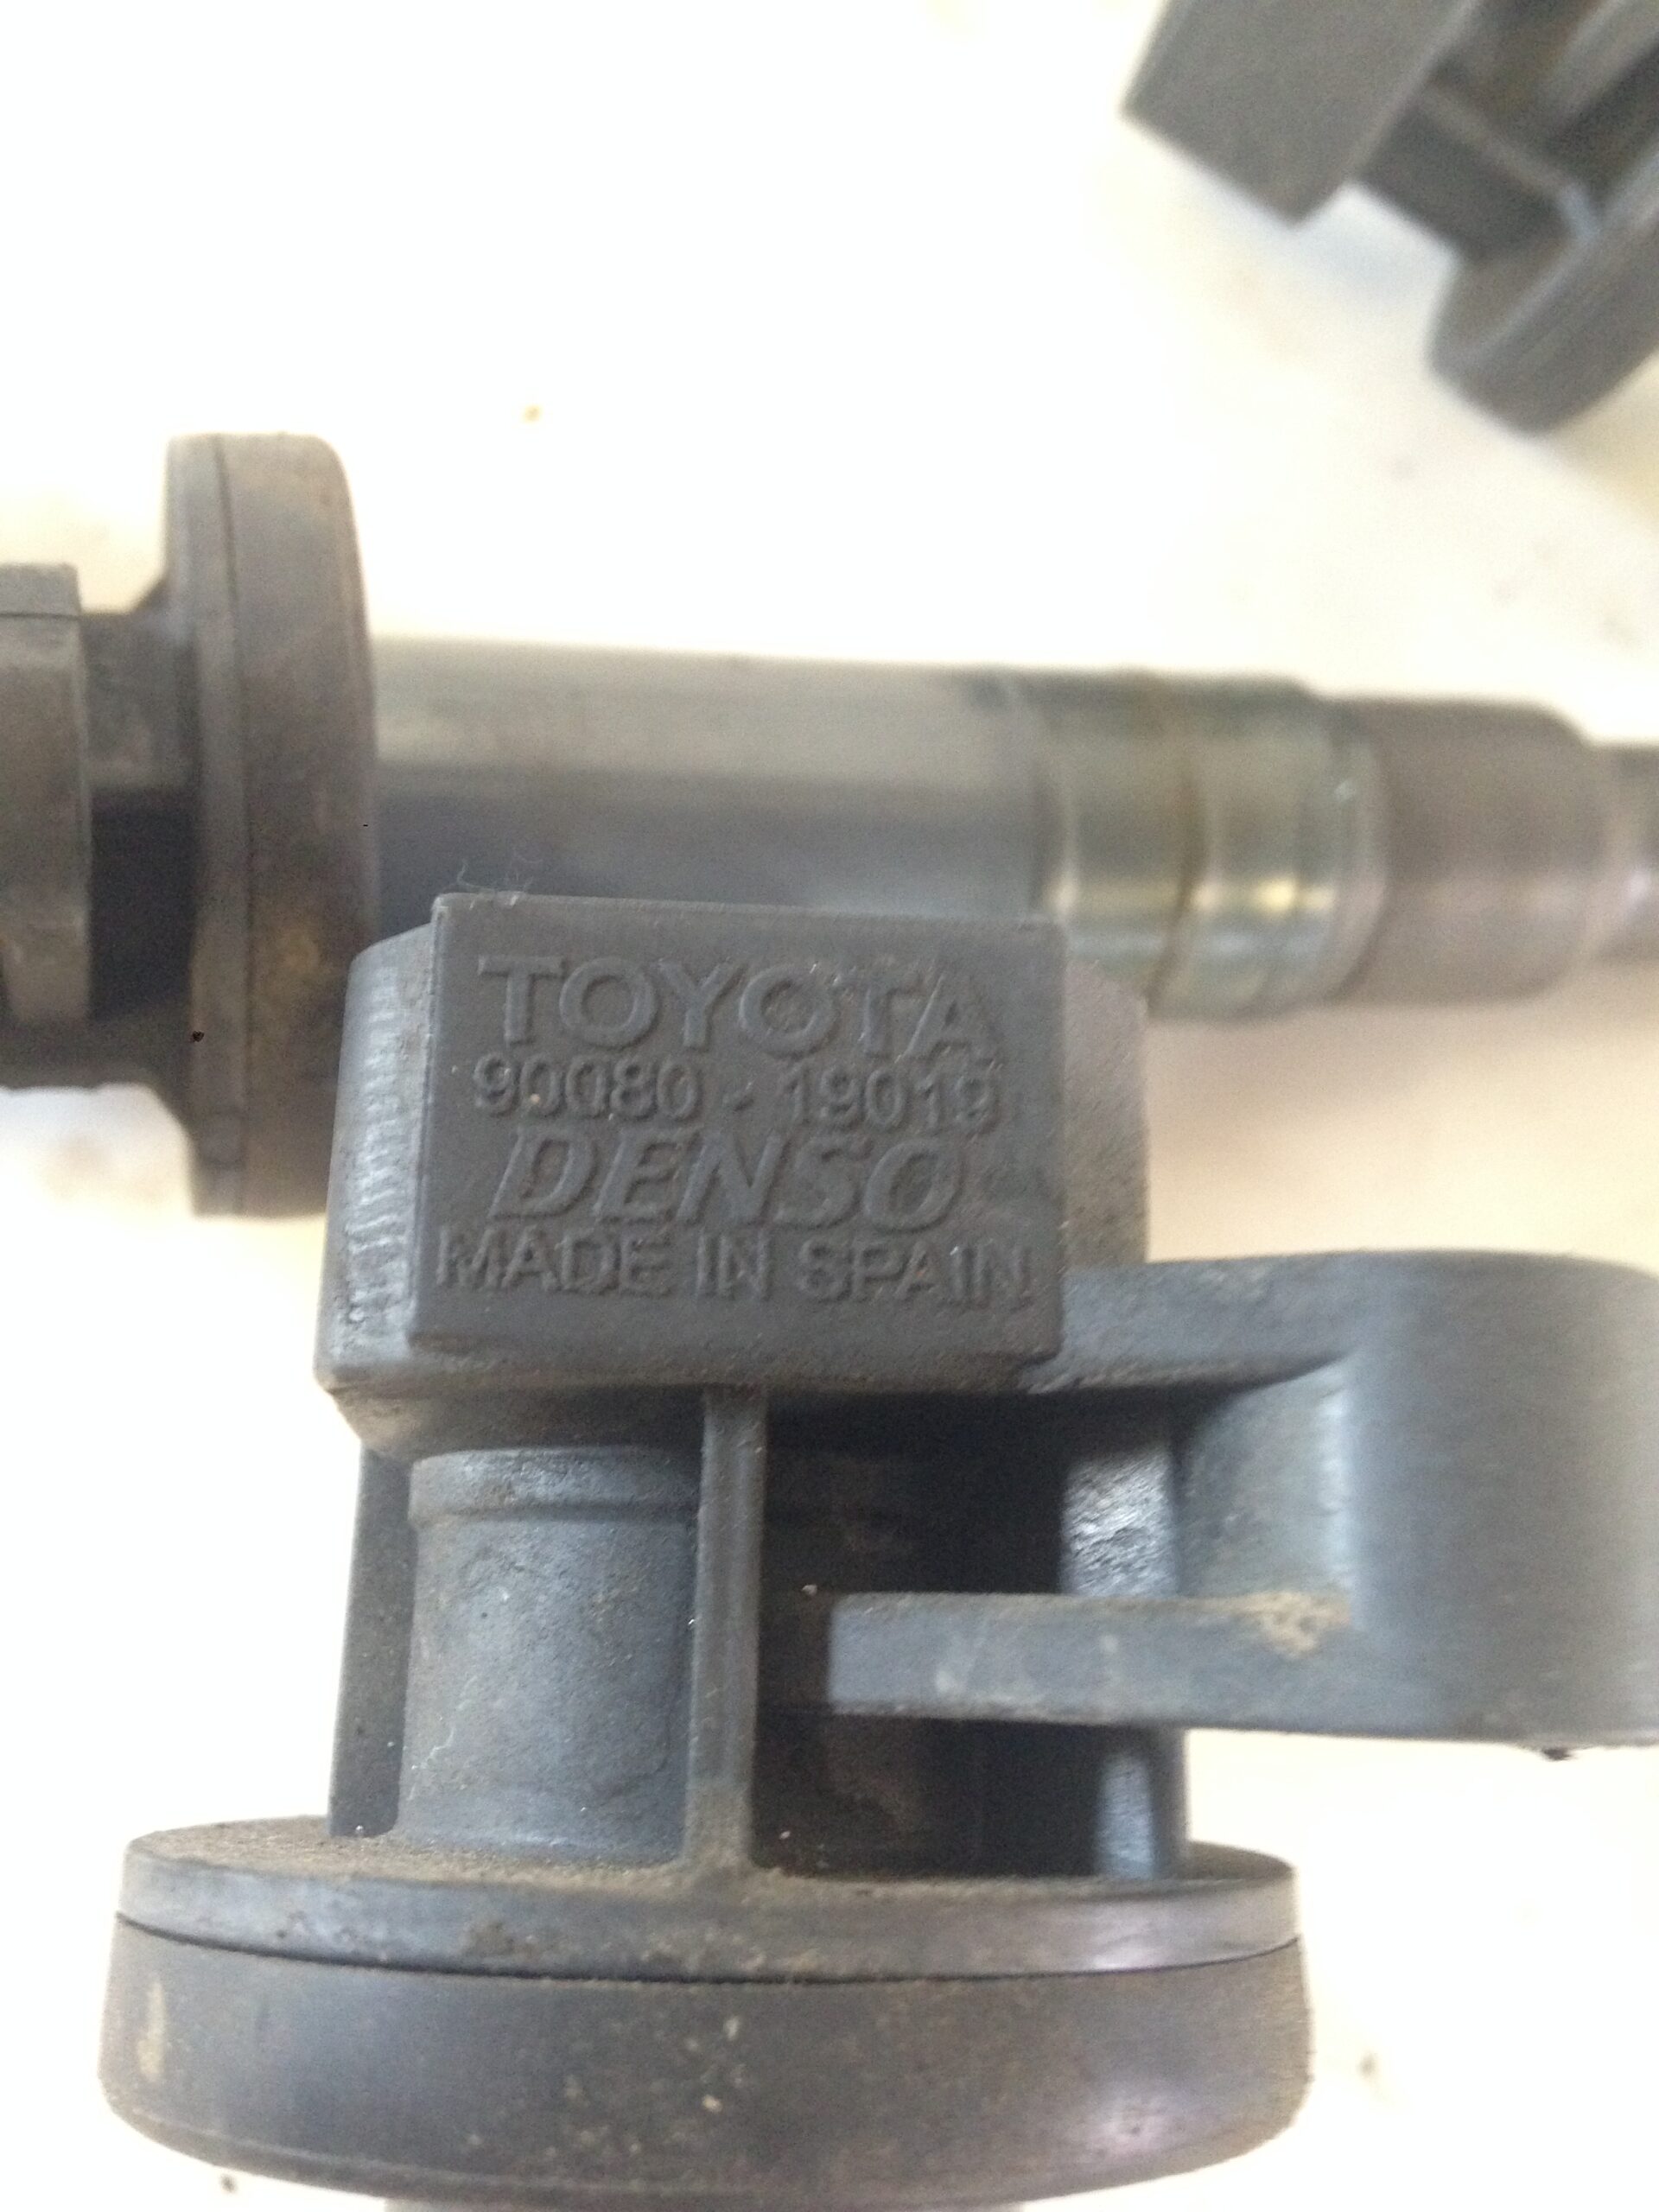 TOYOTA
90080-19019
DENSO
MADE IN SPAIN